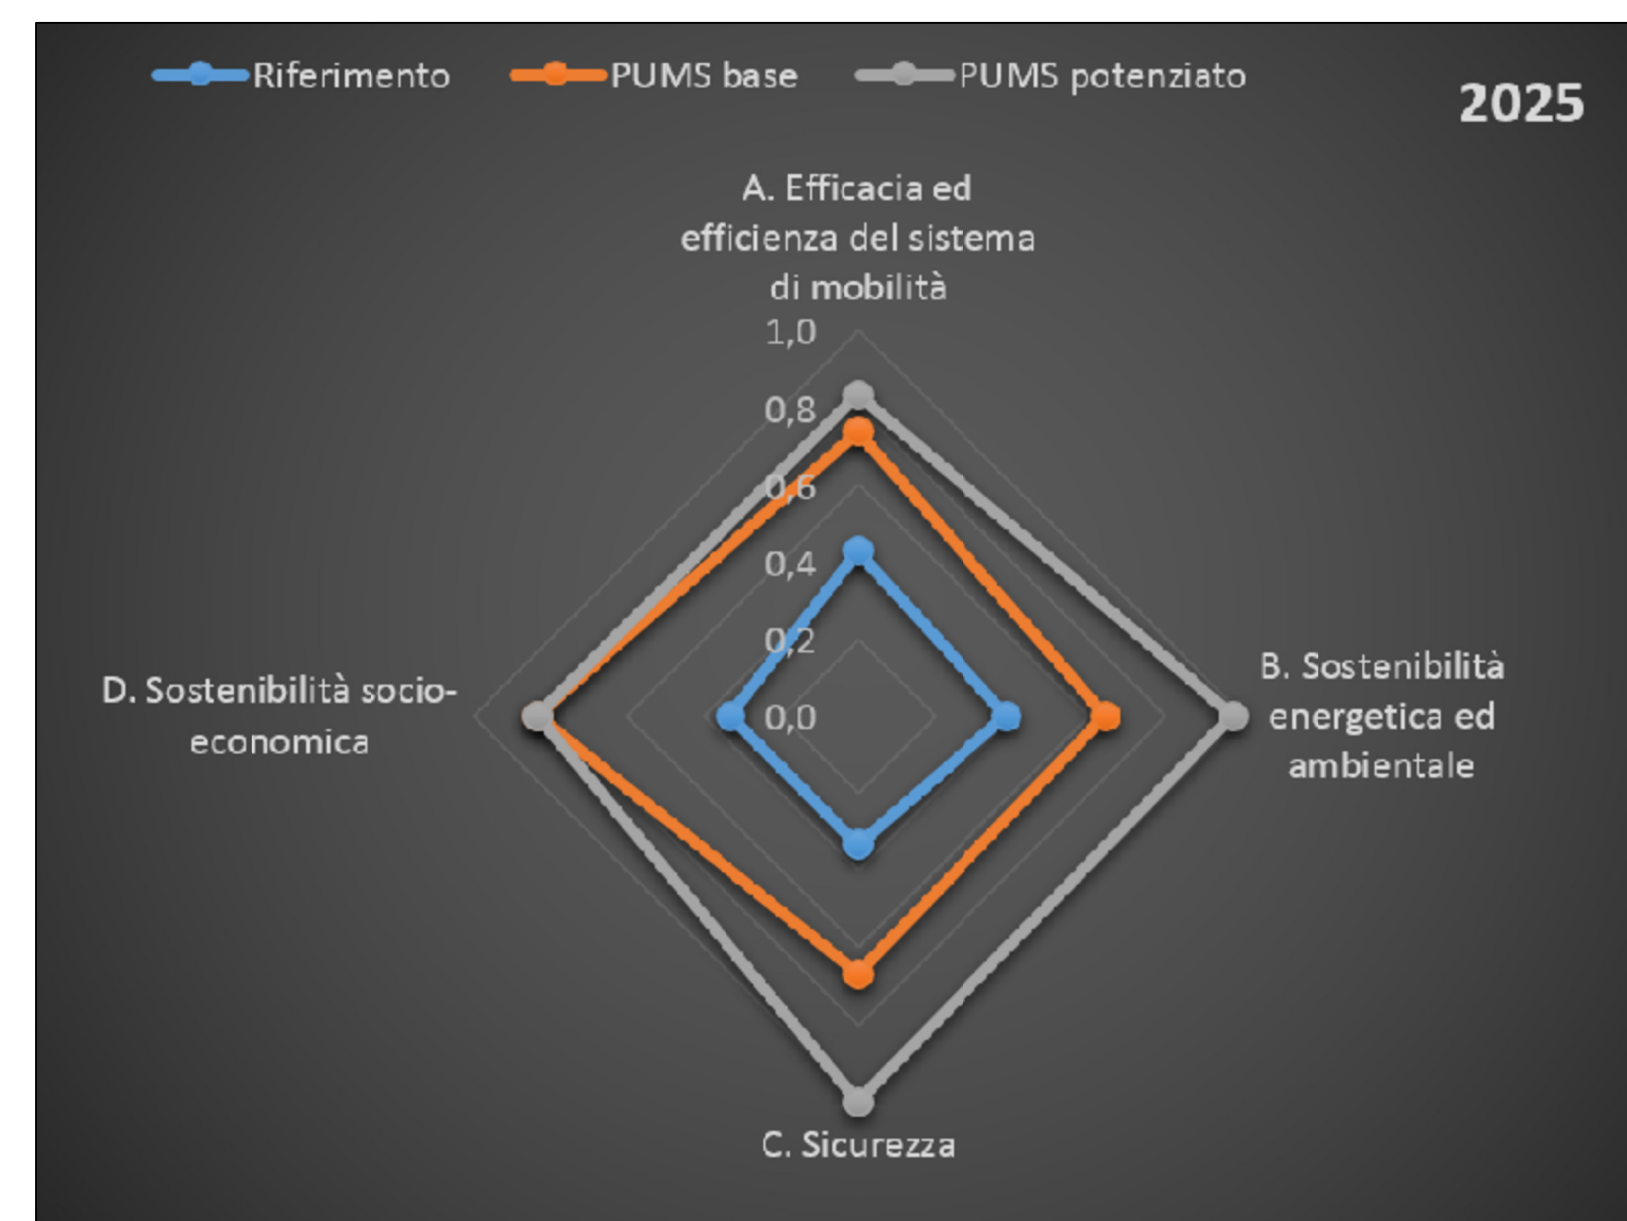 Riferimento PUMS base PUMS potenziato
2025
A. Efficacia ed
efficienza del sistema
di mobilità
1,0
0,8
0,6
0,4
0,2
0,0
B. Sostenibilità
energetica ed
ambientale
D. Sostenibilità socio-
economica
C. Sicurezza